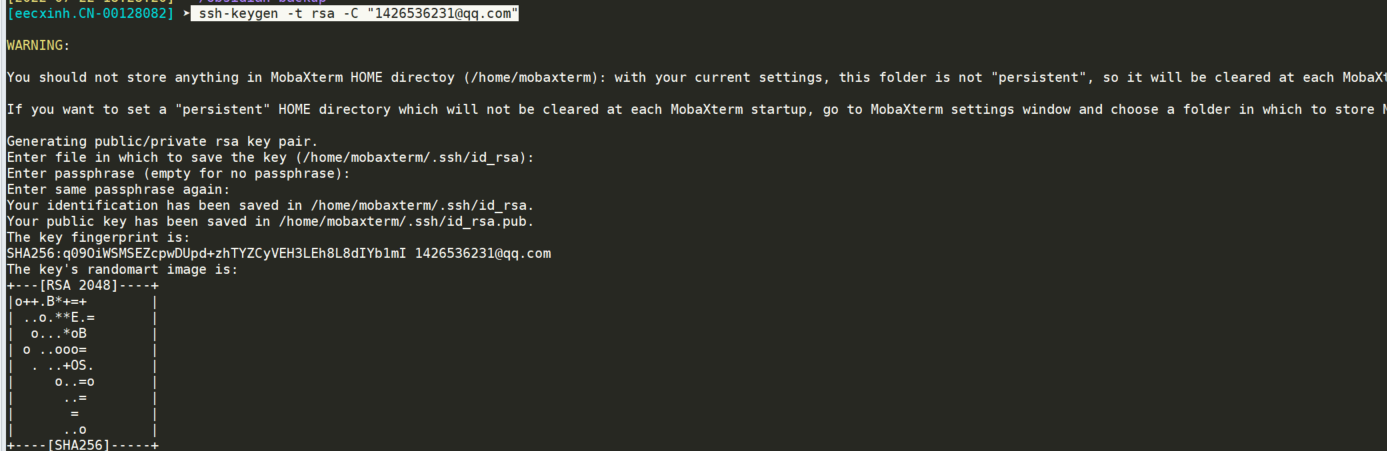 [eecxinh.CN-00128082] ➤ ssh-keygen -t rsa -C "1426536231@qq.com"
WARNING:
You should not store anything in MobaXterm HOME directoy (/home/mobaxterm): with your current settings, this folder is not "persistent", so it will be cleared at each MobaXt
If you want to set a "persistent" HOME directory which will not be cleared at each MobaXterm startup, go to MobaXterm settings window and choose a folder in which to store M
Generating public/private rsa key pair.
Enter file in which to save the key (/home/mobaxterm/.ssh/id_rsa):
Enter passphrase (empty for no passphrase):
Enter same passphrase again:
Your identification has been saved in /home/mobaxterm/.ssh/id_rsa.
Your public key has been saved in /home/mobaxterm/.ssh/id_rsa.pub.
The key fingerprint is:
SHA256:q09OiWSMSEZcpwDUpd+zhTYZCyVEH3LEh8L8dIYb1mI 1426536231@qq.com
The key's randomart image is:
+---[RSA 2048]----+
|o++.B*+=+        |
| ..o.**E.=       |
|  o...*oB        |
| o ..ooo=        |
|  . ..+OS.       |
|     o..=o       |
|      ..=        |
|       =         |
|      ..o        |
+----[SHA256]-----+